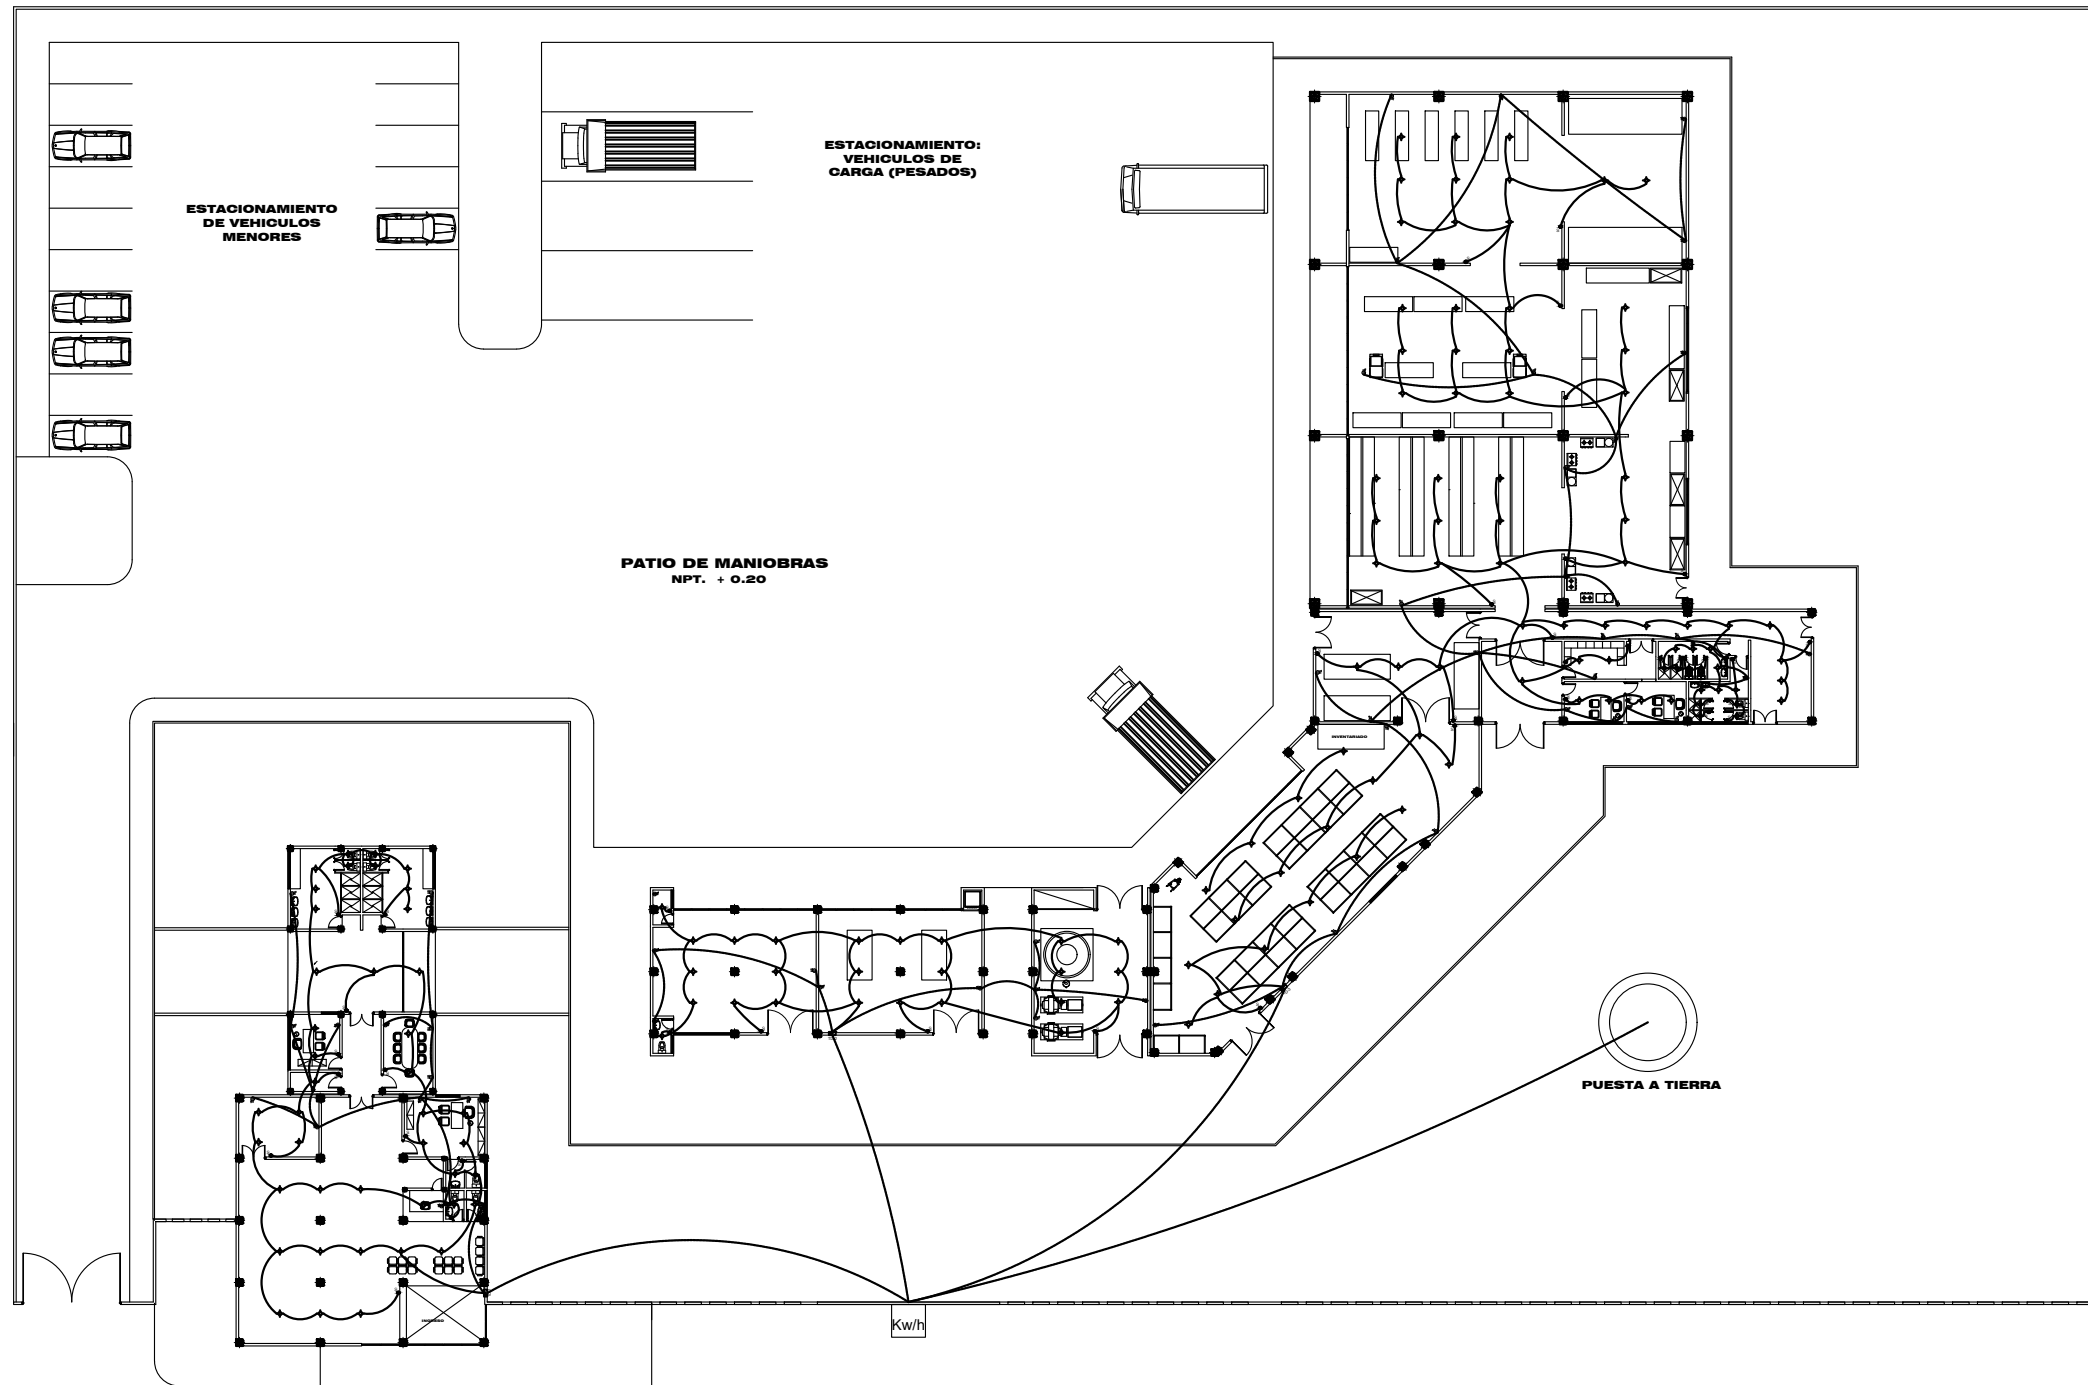 ESTACIONAMIENTO
DE VEHICULOS
MENORES
ESTACIONAMIENTO:
VEHICULOS DE
CARGA (PESADOS)
PATIO DE MANIOBRAS
NPT. + 0.20
INVENTARIADO
PUESTA A TIERRA
INGRESO
Kw/h